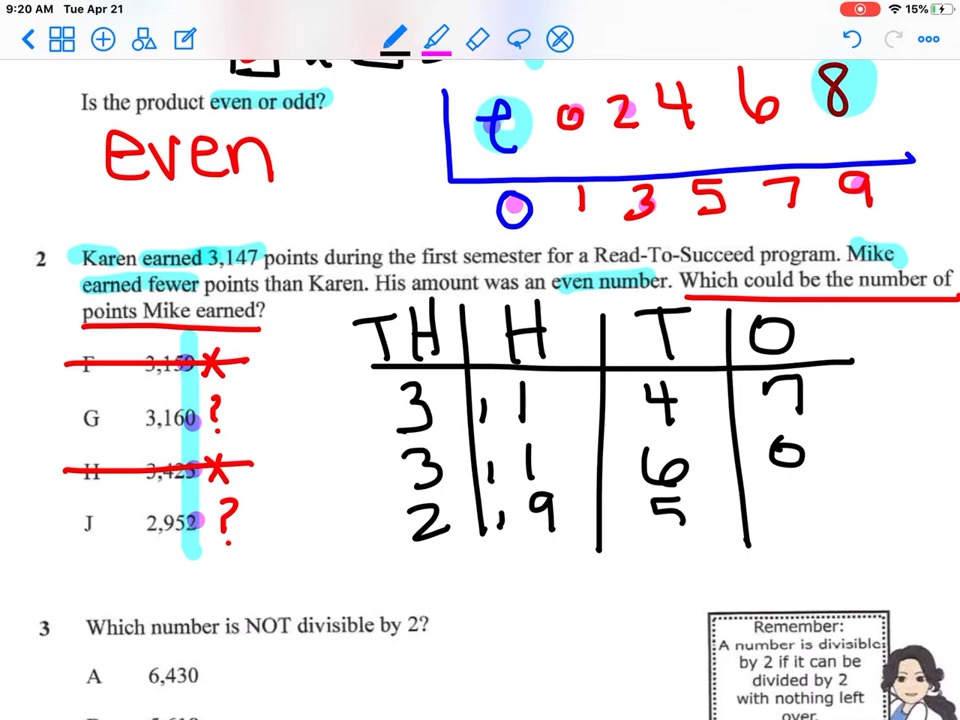 9:20 AM Tue Apr 21
15%
Is the product even or odd?
even
e 0 2 4 6 8
0 1 3 5 7 9
2 Karen earned 3,147 points during the first semester for a Read-To-Succeed program. Mike
earned fewer points than Karen. His amount was an even number. Which could be the number of
points Mike earned?
TH H T O
3 , 1 4 7
3 , 1 6 0
2 , 9 5
F 3,159 x
G 3,160 ?
H 3,423 x
J 2,952 ?
3 Which number is NOT divisible by 2?
A 6,430
Remember:
A number is divisible
by 2 if it can be
divided by 2
with nothing left
over.